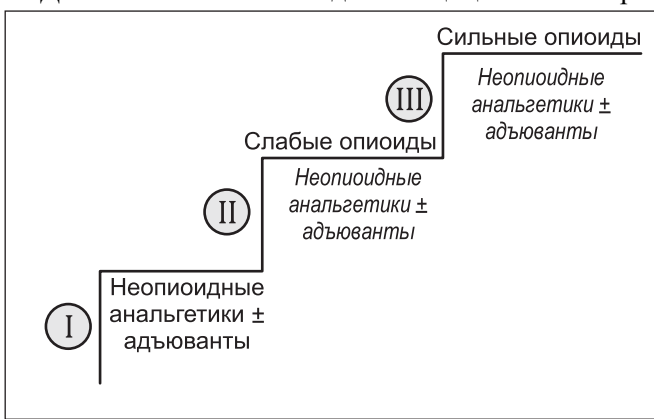 Сильные опиоиды
III
Неопиоидные
анальгетики ±
адъюванты
Слабые опиоиды
II
Неопиоидные
анальгетики ±
адъюванты
I
Неопиоидные
анальгетики ±
адъюванты